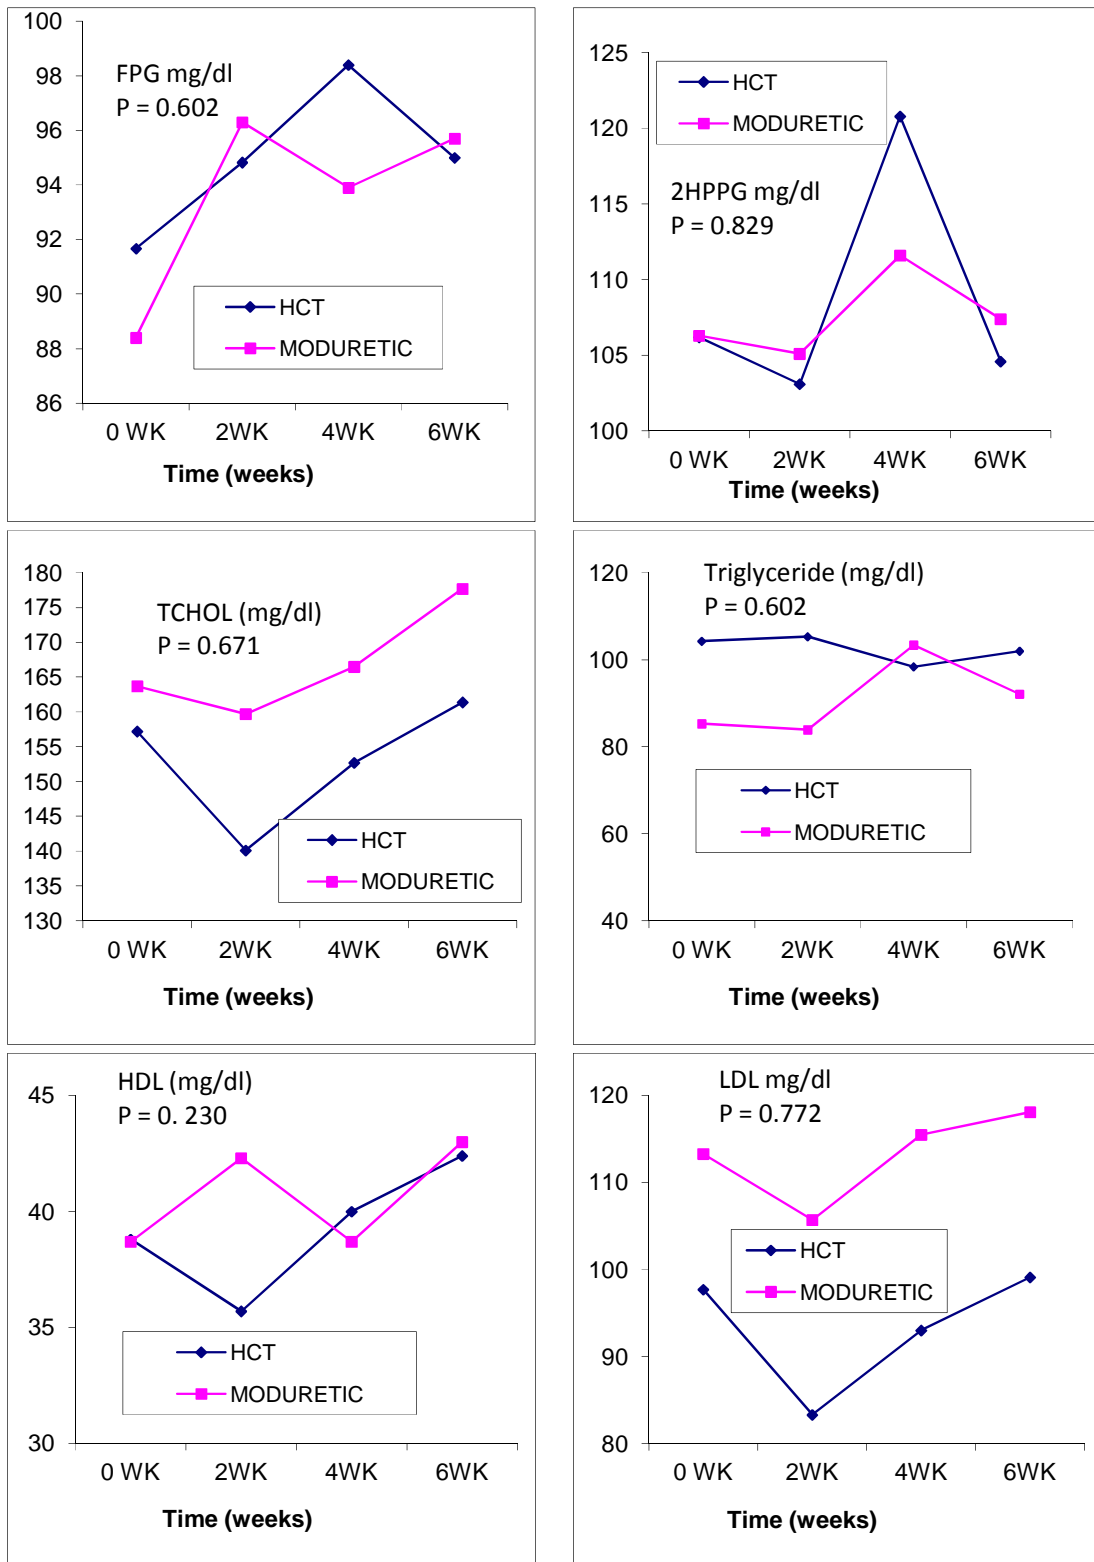 100
98
96
94
92
90
88
86
FPG mg/dl
P = 0.602
HCT
MODURETIC
0 WK 2WK 4WK 6WK
Time (weeks)
125
120
115
110
105
100
HCT
MODURETIC
2HPPG mg/dl
P = 0.829
0 WK 2WK 4WK 6WK
Time (weeks)
180
175
170
165
160
155
150
145
140
135
130
TCHOL (mg/dl)
P = 0.671
HCT
MODURETIC
0 WK 2WK 4WK 6WK
Time (weeks)
120
100
80
60
40
Triglyceride (mg/dl)
P = 0.602
HCT
MODURETIC
0 WK 2WK 4WK 6WK
Time (weeks)
45
40
35
30
HDL (mg/dl)
P = 0. 230
HCT
MODURETIC
0 WK 2WK 4WK 6WK
Time (weeks)
120
110
100
90
80
LDL mg/dl
P = 0.772
HCT
MODURETIC
0 WK 2WK 4WK 6WK
Time (weeks)